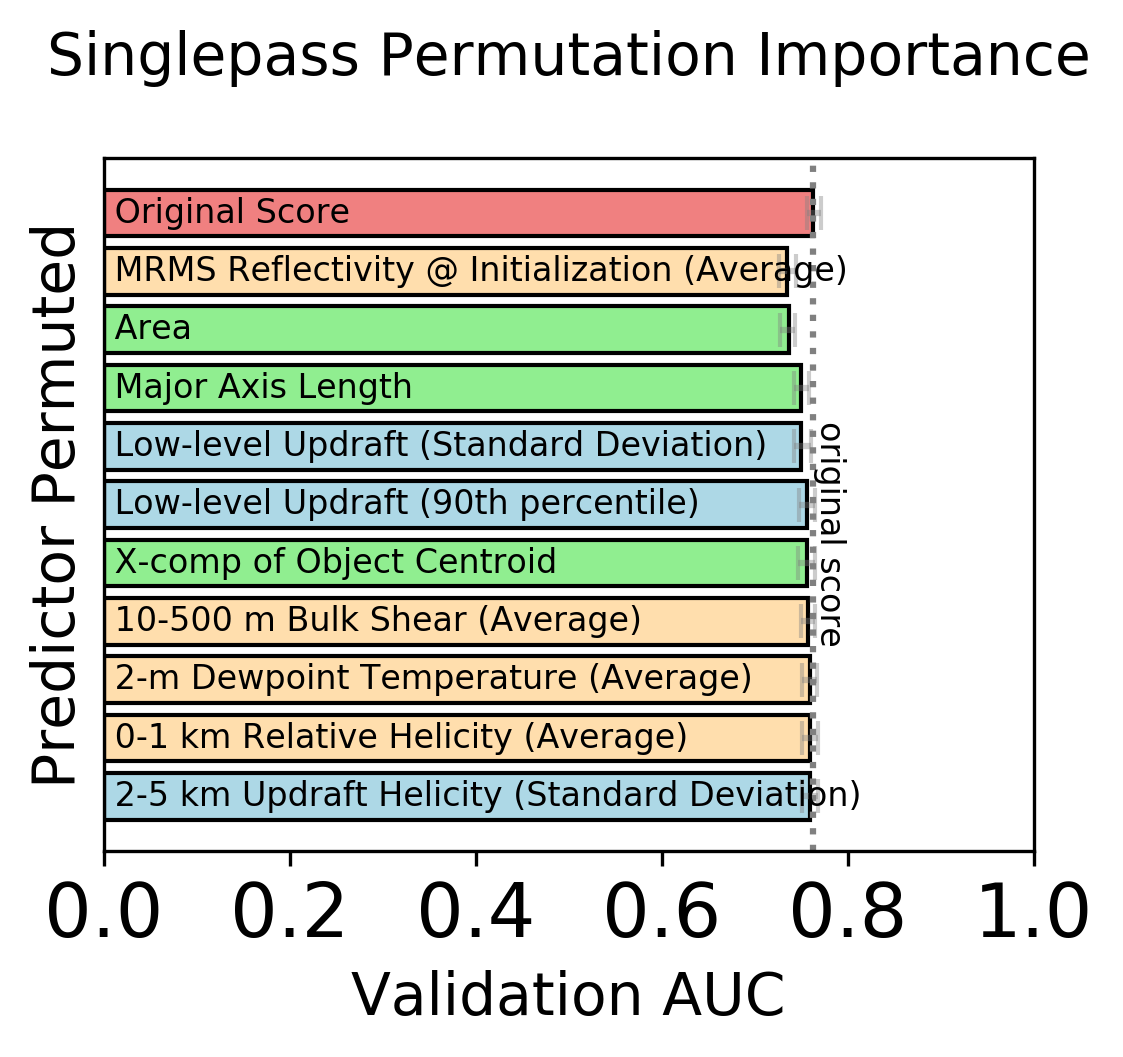 Singlepass Permutation Importance
Predictor Permuted
Original Score
MRMS Reflectivity @ Initialization (Average)
Area
Major Axis Length
Low-level Updraft (Standard Deviation)
Low-level Updraft (90th percentile)
X-comp of Object Centroid
10-500 m Bulk Shear (Average)
2-m Dewpoint Temperature (Average)
0-1 km Relative Helicity (Average)
2-5 km Updraft Helicity (Standard Deviation)
original score
0.0 0.2 0.4 0.6 0.8 1.0
Validation AUC